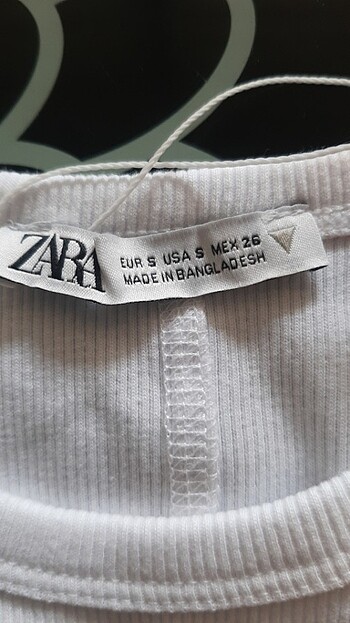 ZARA
EUR S USA S MEX 26
MADE IN BANGLADESH